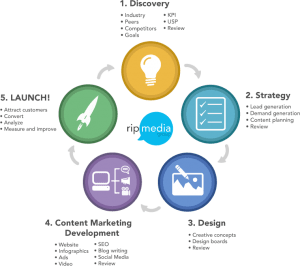 1. Discovery
• Industry
• Peers
• Competitors
• Goals
• KPI
• USP
• Review
2. Strategy
• Lead generation
• Demand generation
• Content planning
• Review
3. Design
• Creative concepts
• Design boards
• Review
4. Content Marketing
Development
• Website
• Infographics
• Ads
• Video
• SEO
• Blog writing
• Social Media
• Review
5. LAUNCH!
• Attract customers
• Convert
• Analyze
• Measure and improve
ripmedia